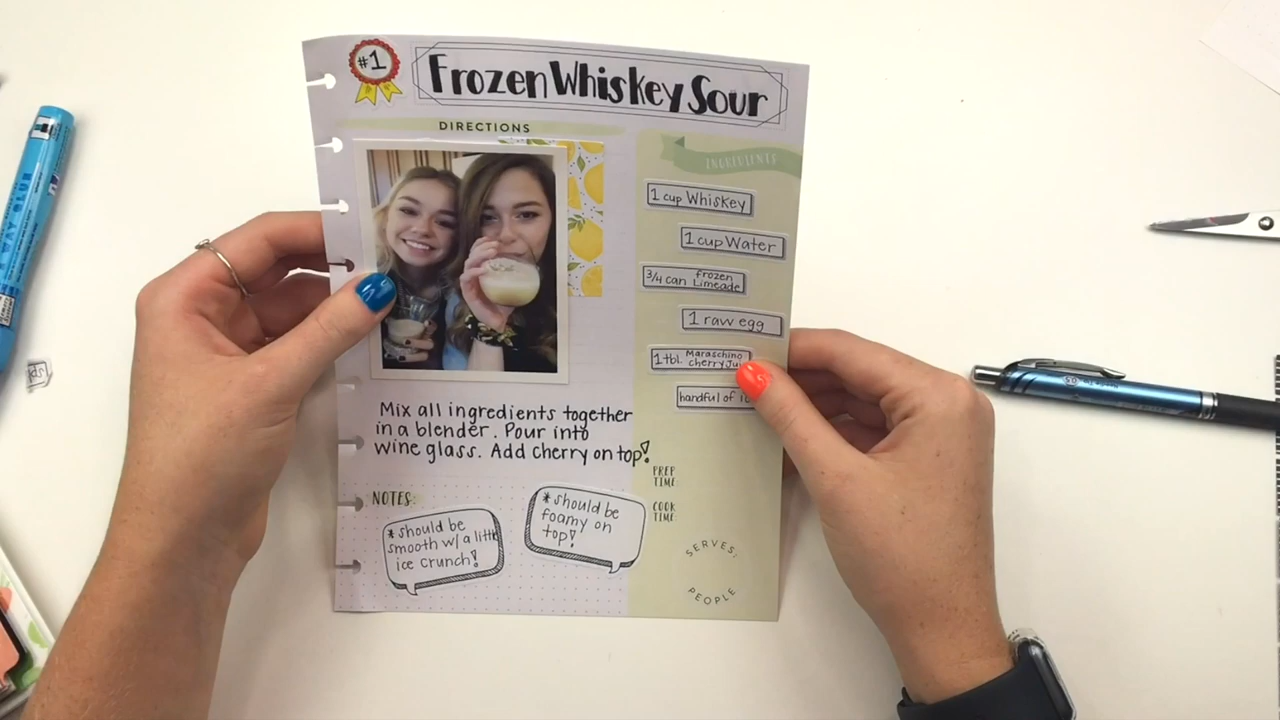 #1
Frozen Whiskey Sour
DIRECTIONS
INGREDIENTS
1 cup Whiskey
1 cup Water
3/4 can frozen Limeade
1 raw egg
1 tbl. Maraschino
cherry Jui
handful of
Mix all ingredients together
in a blender. Pour into
wine glass. Add cherry on top!
NOTES:
*should be
smooth w/ a little
ice crunch!
*should be
foamy on
top!
PREP
TIME
COOK
TIME:
SERVES:
PEOPLE